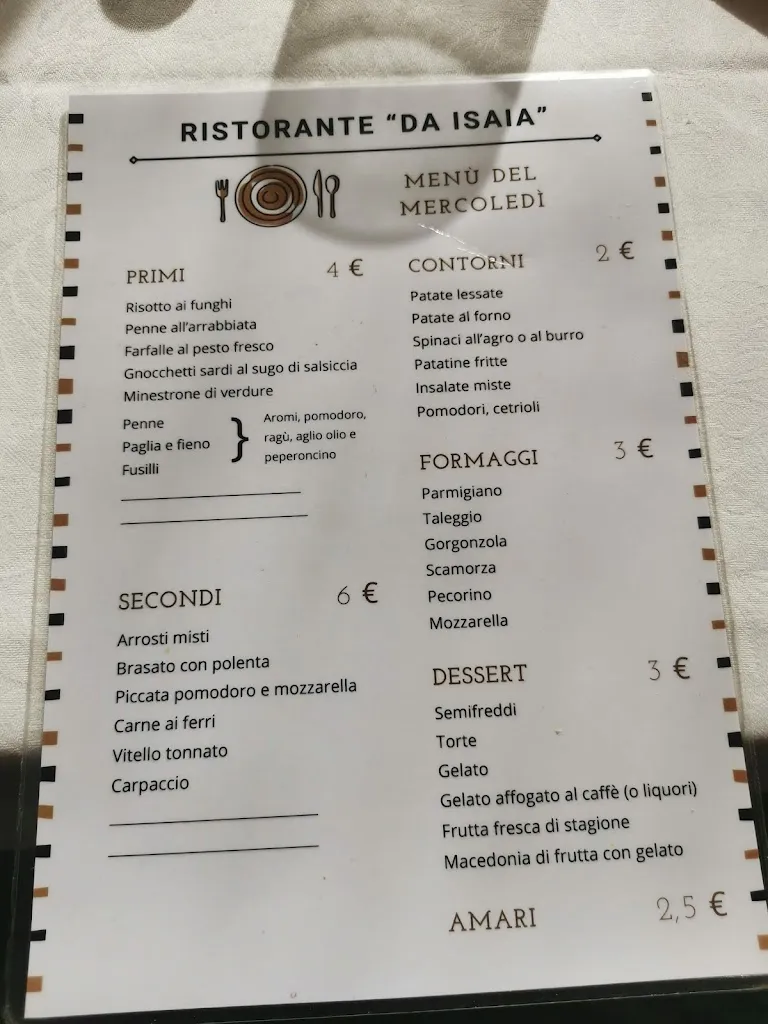 RISTORANTE “DA ISAIA”
MENÙ DEL
MERCOLEDÌ
PRIMI 4 €
Risotto ai funghi
Penne all’arrabbiata
Farfalle al pesto fresco
Gnocchetti sardi al sugo di salsiccia
Minestrone di verdure
Penne
Paglia e fieno
Fusilli
}
Aromi, pomodoro,
ragù, aglio olio e
peperoncino
SECONDI 6 €
Arrosti misti
Brasato con polenta
Piccata pomodoro e mozzarella
Carne ai ferri
Vitello tonnato
Carpaccio
CONTORNI 2 €
Patate lessate
Patate al forno
Spinaci all’agro o al burro
Patatine fritte
Insalate miste
Pomodori, cetrioli
FORMAGGI 3 €
Parmigiano
Taleggio
Gorgonzola
Scamorza
Pecorino
Mozzarella
DESSERT 3 €
Semifreddi
Torte
Gelato
Gelato affogato al caffè (o liquori)
Frutta fresca di stagione
Macedonia di frutta con gelato
AMARI 2,5 €